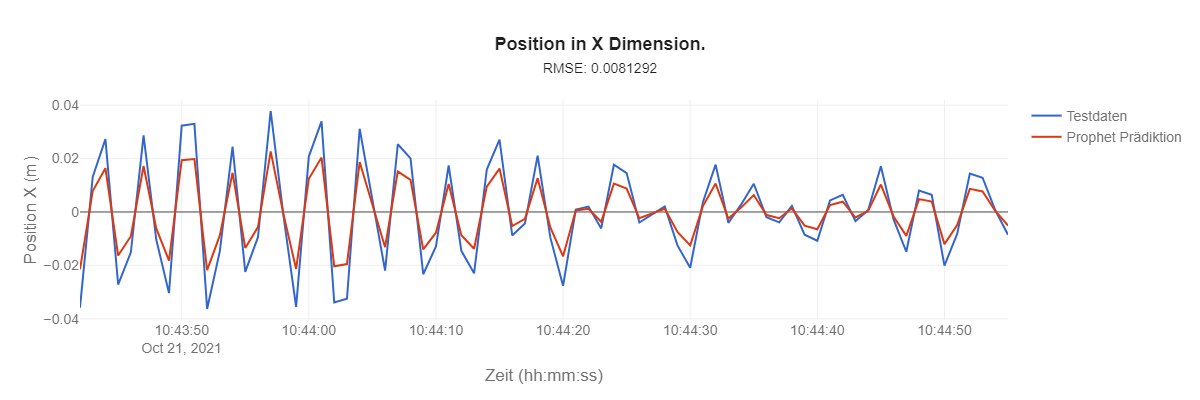 Position in X Dimension.
RMSE: 0.0081292
Position X (m)
0.04
0.02
0
−0.02
−0.04
10:43:50
10:44:00
10:44:10
10:44:20
10:44:30
10:44:40
10:44:50
Oct 21, 2021
Zeit (hh:mm:ss)
Testdaten
Prophet Prädiktion